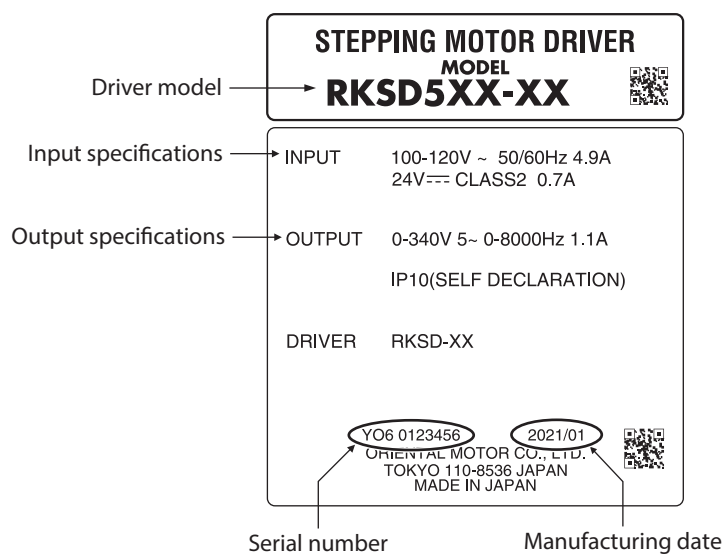 STEPPING MOTOR DRIVER
MODEL
Driver model
RKSD5XX-XX
Input specifications
INPUT 100-120V ~ 50/60Hz 4.9A
24V⎓ CLASS2 0.7A
Output specifications
OUTPUT 0-340V 5~ 0-8000Hz 1.1A
IP10(SELF DECLARATION)
DRIVER RKSD-XX
YO6 0123456 2021/01
ORIENTAL MOTOR CO., LTD.
TOKYO 110-8536 JAPAN
MADE IN JAPAN
Serial number
Manufacturing date